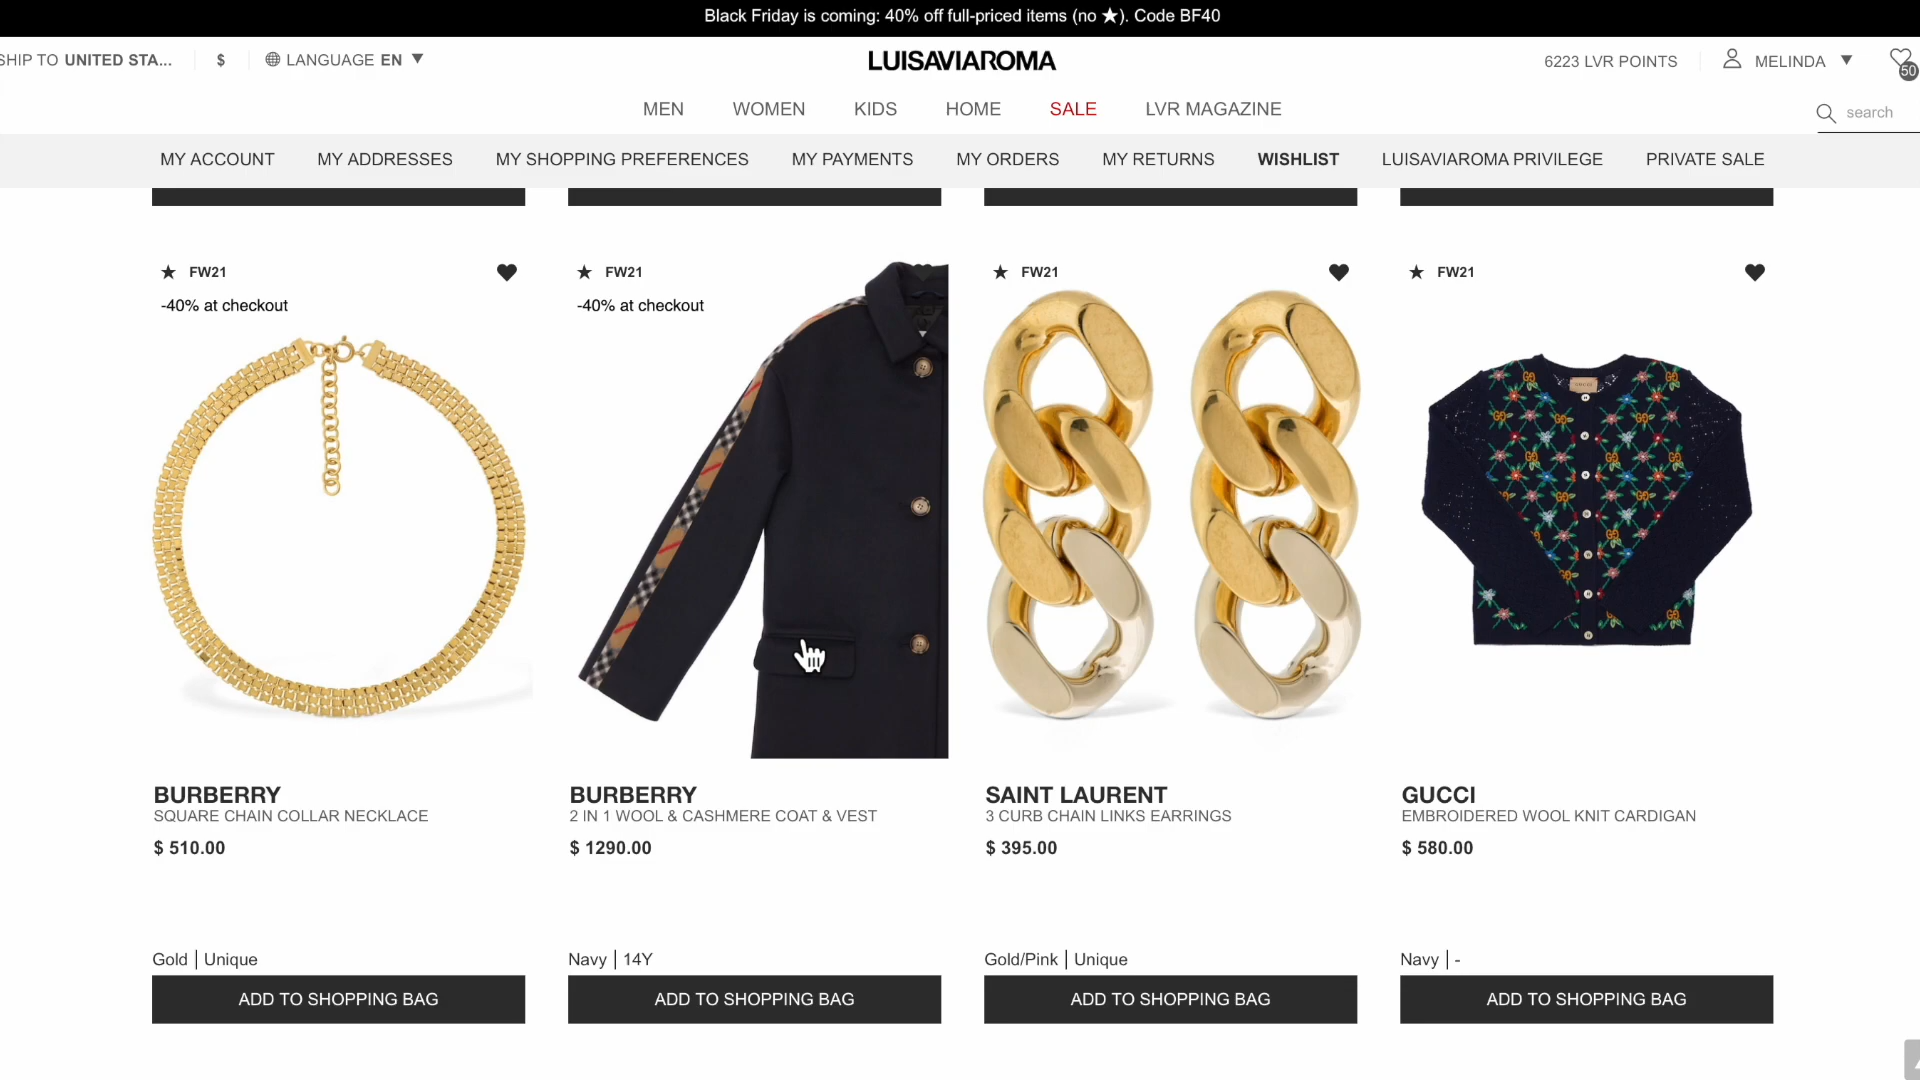 Black Friday is coming: 40% off full-priced items (no ★). Code BF40
SHIP TO UNITED STA...
$
LANGUAGE EN ▼
LUISAVIAROMA
6223 LVR POINTS
MELINDA ▼
50
MEN
WOMEN
KIDS
HOME
SALE
LVR MAGAZINE
search
MY ACCOUNT
MY ADDRESSES
MY SHOPPING PREFERENCES
MY PAYMENTS
MY ORDERS
MY RETURNS
WISHLIST
LUISAVIAROMA PRIVILEGE
PRIVATE SALE
★ FW21
-40% at checkout
BURBERRY
SQUARE CHAIN COLLAR NECKLACE
$ 510.00
Gold | Unique
ADD TO SHOPPING BAG
★ FW21
-40% at checkout
BURBERRY
2 IN 1 WOOL & CASHMERE COAT & VEST
$ 1290.00
Navy | 14Y
ADD TO SHOPPING BAG
★ FW21
SAINT LAURENT
3 CURB CHAIN LINKS EARRINGS
$ 395.00
Gold/Pink | Unique
ADD TO SHOPPING BAG
★ FW21
GUCCI
EMBROIDERED WOOL KNIT CARDIGAN
$ 580.00
Navy | -
ADD TO SHOPPING BAG